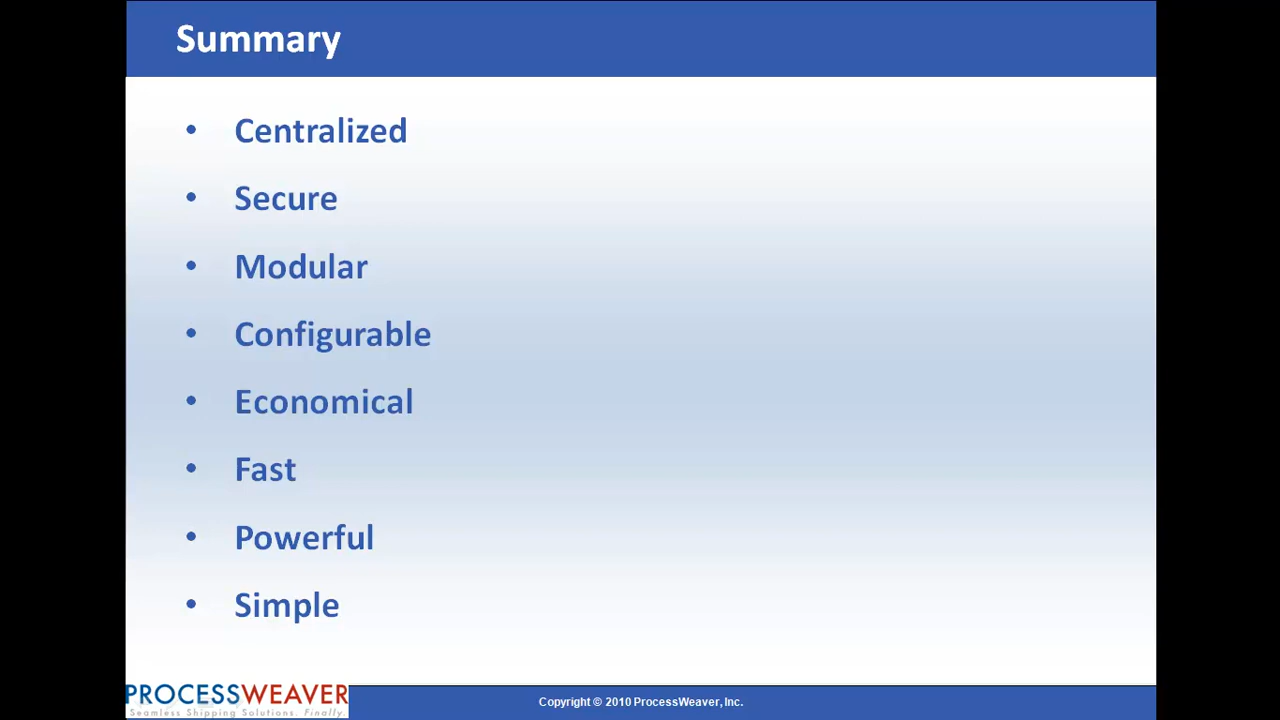 Summary
• Centralized
• Secure
• Modular
• Configurable
• Economical
• Fast
• Powerful
• Simple
PROCESSWEAVER
Seamless Shipping Solutions. Finally.
Copyright © 2010 ProcessWeaver, Inc.